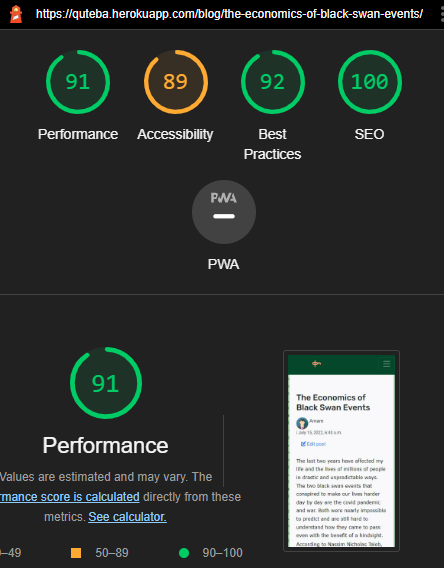 https://quteba.herokuapp.com/blog/the-economics-of-black-swan-events/
91
89
92
100
Performance
Accessibility
Best
Practices
SEO
PWA
PWA
91
Performance
Values are estimated and may vary. The
rmance score is calculated directly from these
metrics. See calculator.
0–49
50–89
90–100
The Economics of
Black Swan Events
Amare
July 15, 2022, 6:40 a.m.
Edit post
The last two years have affected my
life and the lives of millions of people
in drastic and unpredictable ways.
The two black swan events that
conspired to make our lives harder
day by day are the covid pandemic
and war. Both were nearly impossible
to predict and are still hard to
understand how they came to pass
even with the benefit of a hindsight.
According to Nassim Nicholas Taleb,